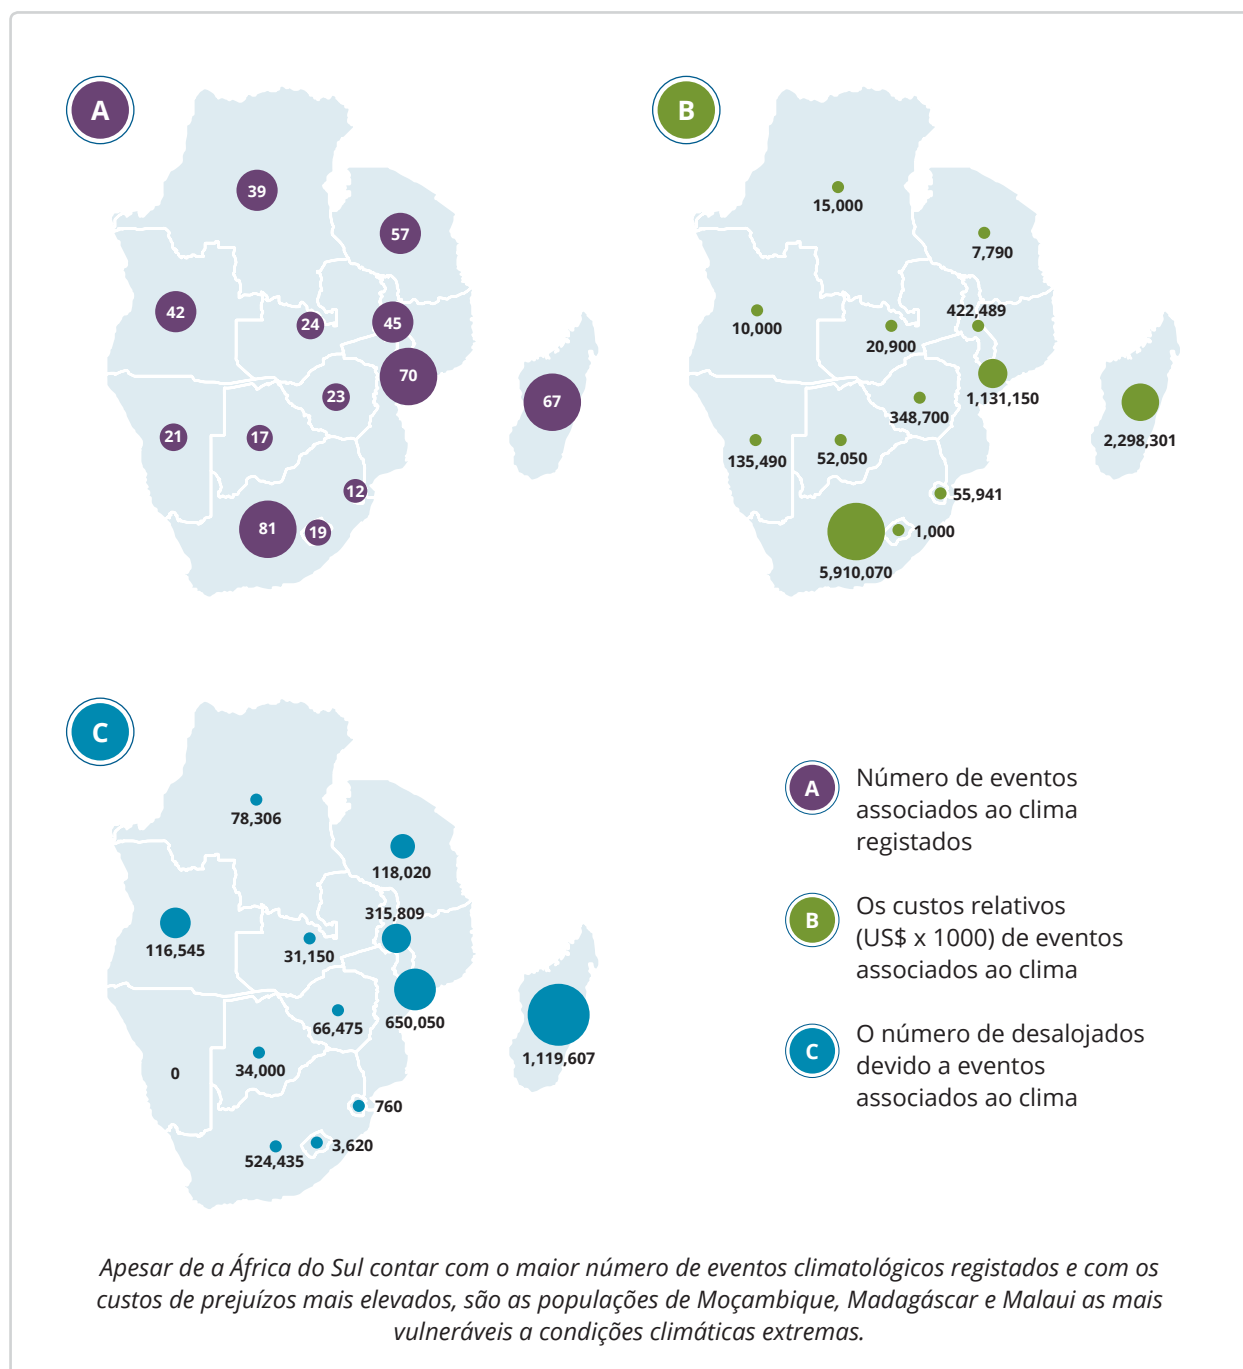 A
39
57
42
24
45
70
23
67
21
17
12
81
19
B
15,000
7,790
422,489
10,000
20,900
1,131,150
348,700
2,298,301
135,490
52,050
55,941
1,000
5,910,070
C
78,306
118,020
315,809
116,545
31,150
650,050
66,475
1,119,607
34,000
0
760
3,620
524,435
A
Número de eventos
associados ao clima
registados
B
Os custos relativos
(US$ x 1000) de eventos
associados ao clima
C
O número de desalojados
devido a eventos
associados ao clima
Apesar de a África do Sul contar com o maior número de eventos climatológicos registados e com os
custos de prejuízos mais elevados, são as populações de Moçambique, Madagáscar e Malaui as mais
vulneráveis a condições climáticas extremas.